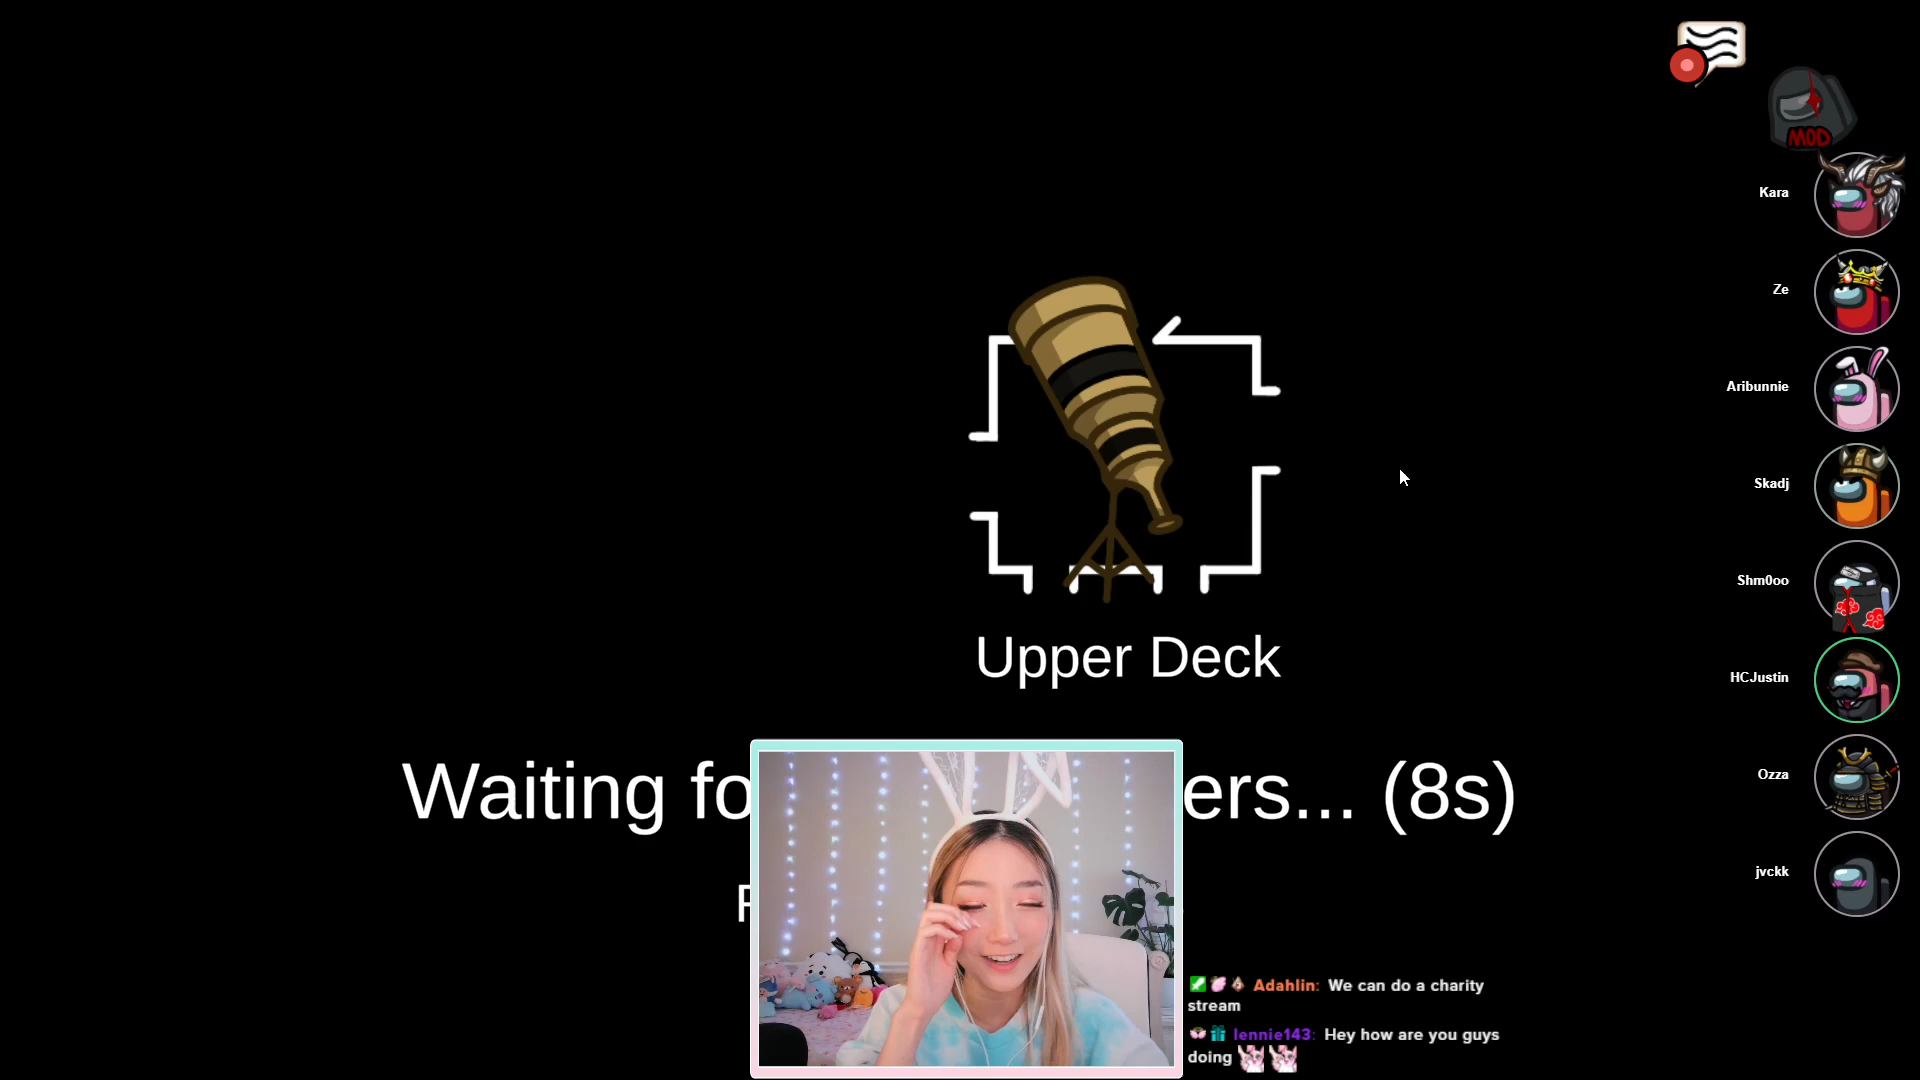 MOD
Kara
Ze
Aribunnie
Skadj
Shm0oo
HCJustin
Ozza
jvckk
Upper Deck
Waiting fo ers... (8s)
Adahlin: We can do a charity
stream
lennie143: Hey how are you guys
doing